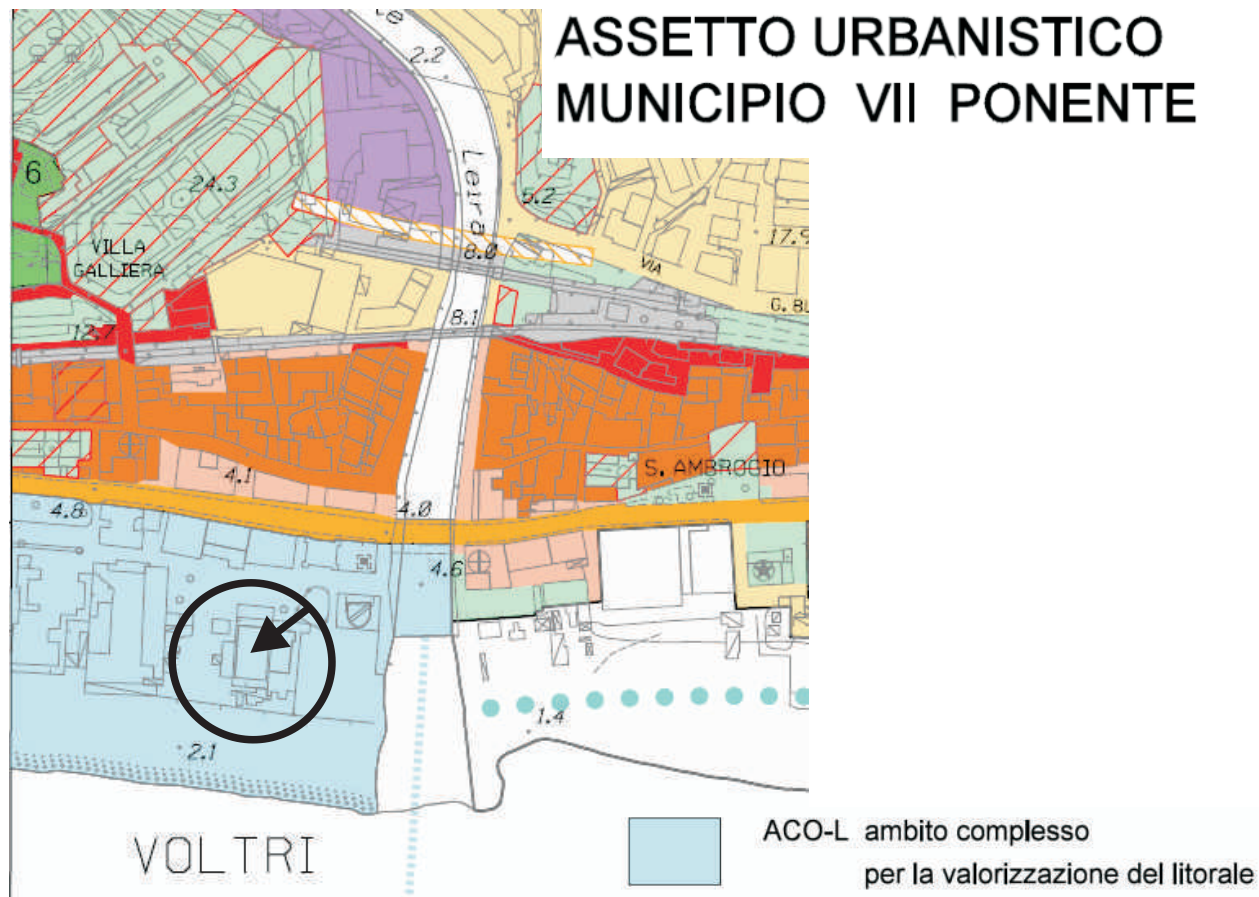 ASSETTO URBANISTICO
MUNICIPIO VII PONENTE
2.2
Leira
6
24.3
5.2
17.9
VILLA
GALLIERA
8.0
VIA
G. BU
12.7
8.1
S. AMBROGIO
4.1
4.8
4.0
4.6
1.4
2.1
VOLTRI
ACO-L ambito complesso
per la valorizzazione del litorale